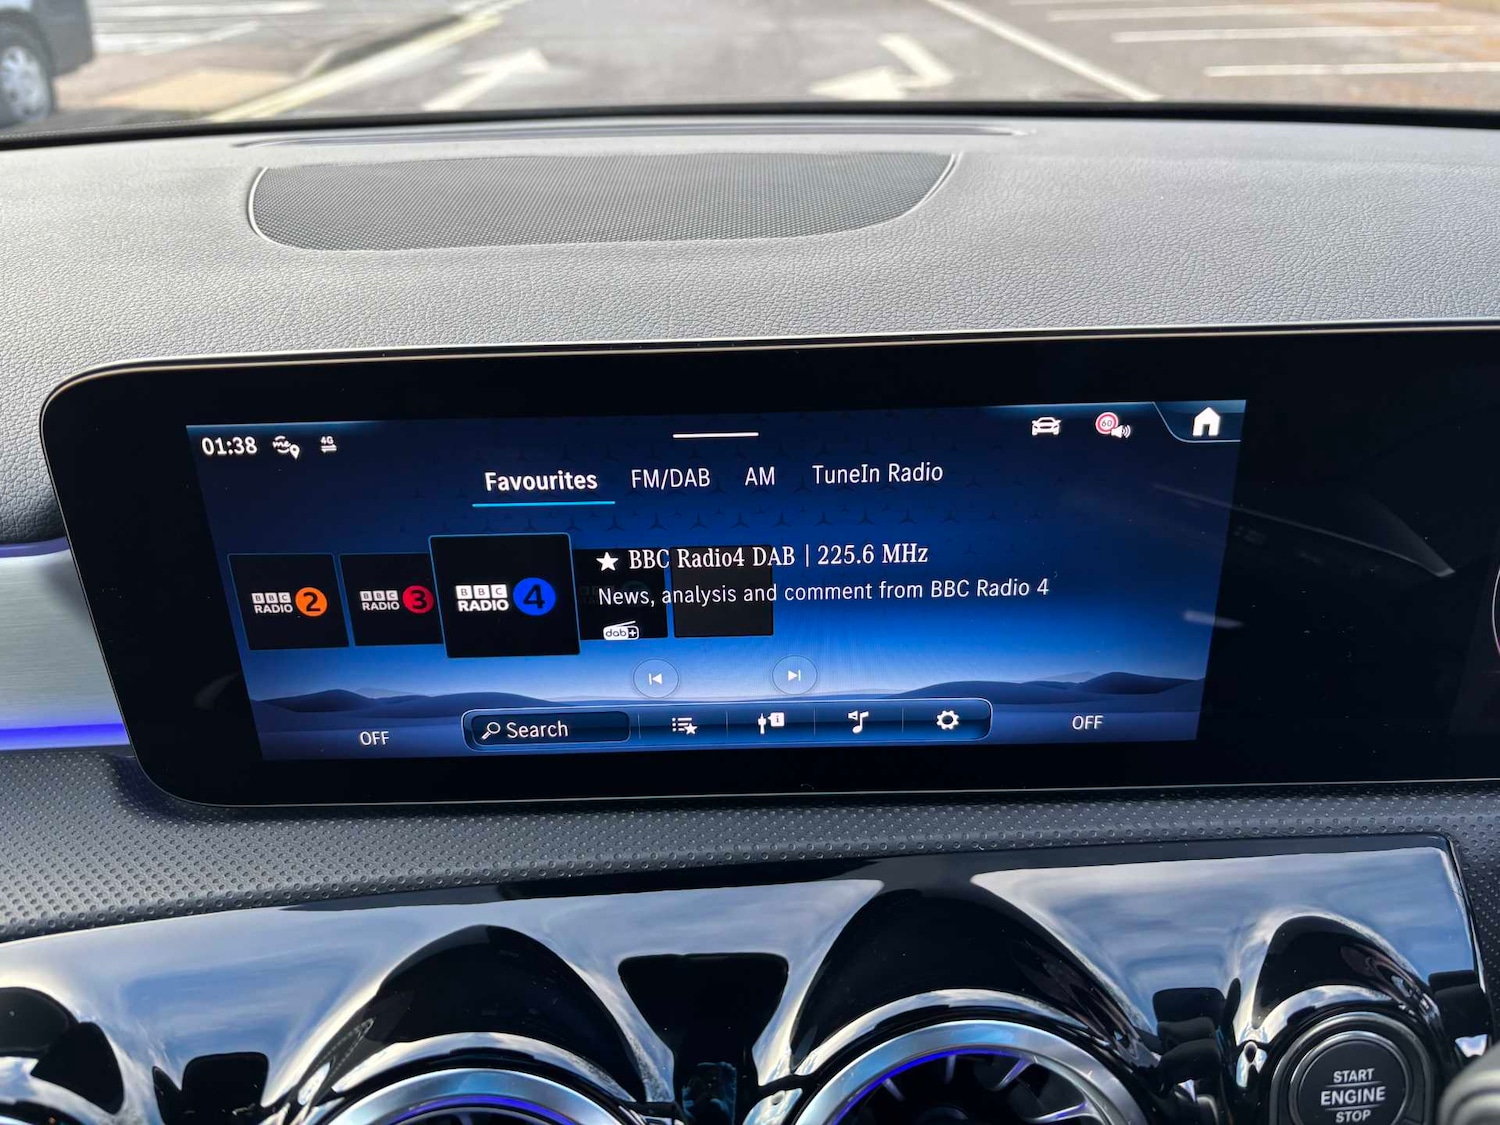 01:38
me
4G
60
Favourites FM/DAB AM TuneIn Radio
BBC RADIO 2
BBC RADIO 3
BBC RADIO 4
★ BBC Radio4 DAB | 225.6 MHz
News, analysis and comment from BBC Radio 4
dab+
OFF
Search
OFF
START
ENGINE
STOP